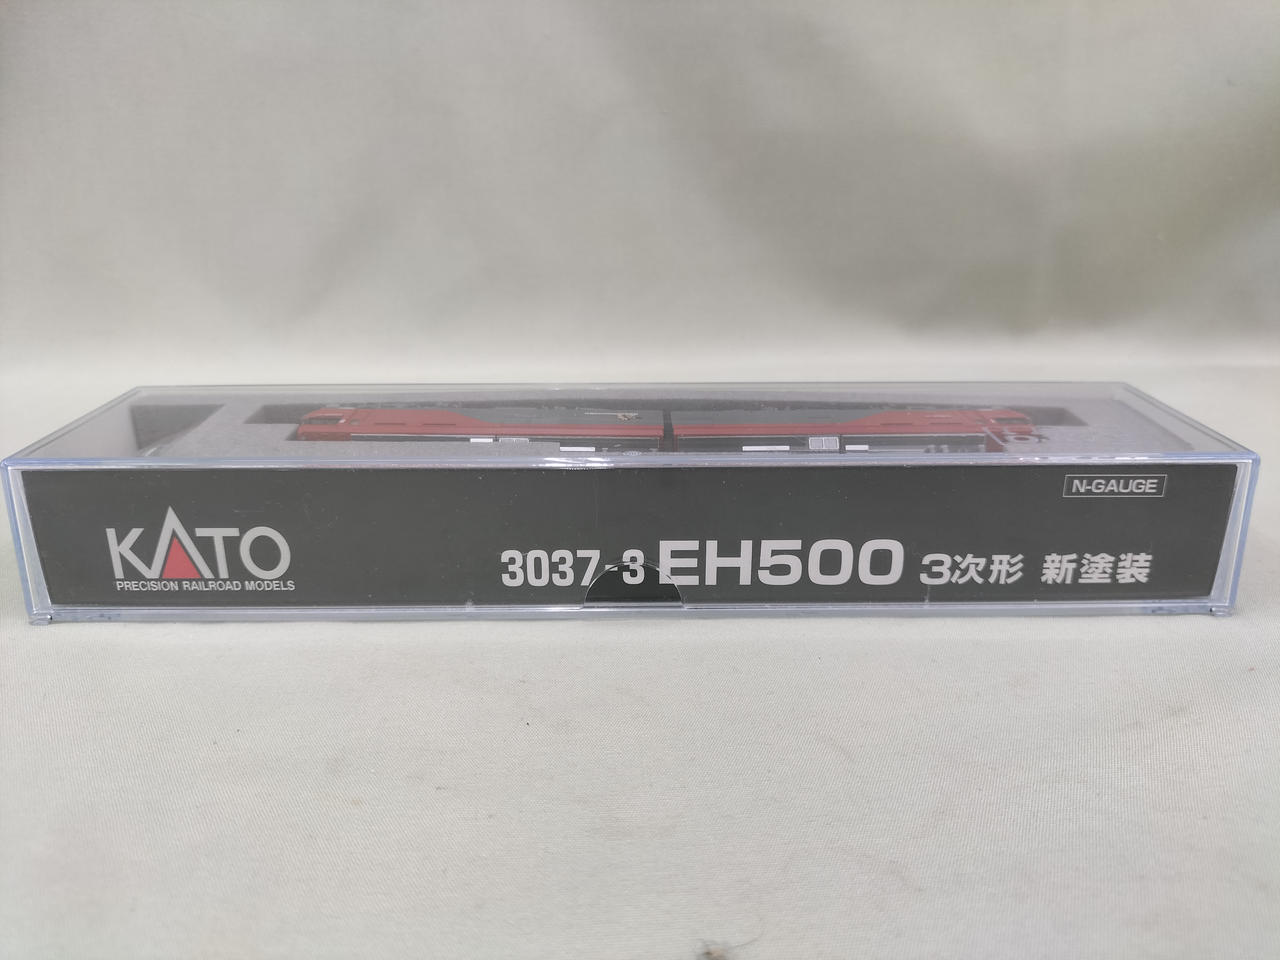 N-GAUGE
KATO
PRECISION RAILROAD MODELS
3037-3 EH500 3次形 新塗装